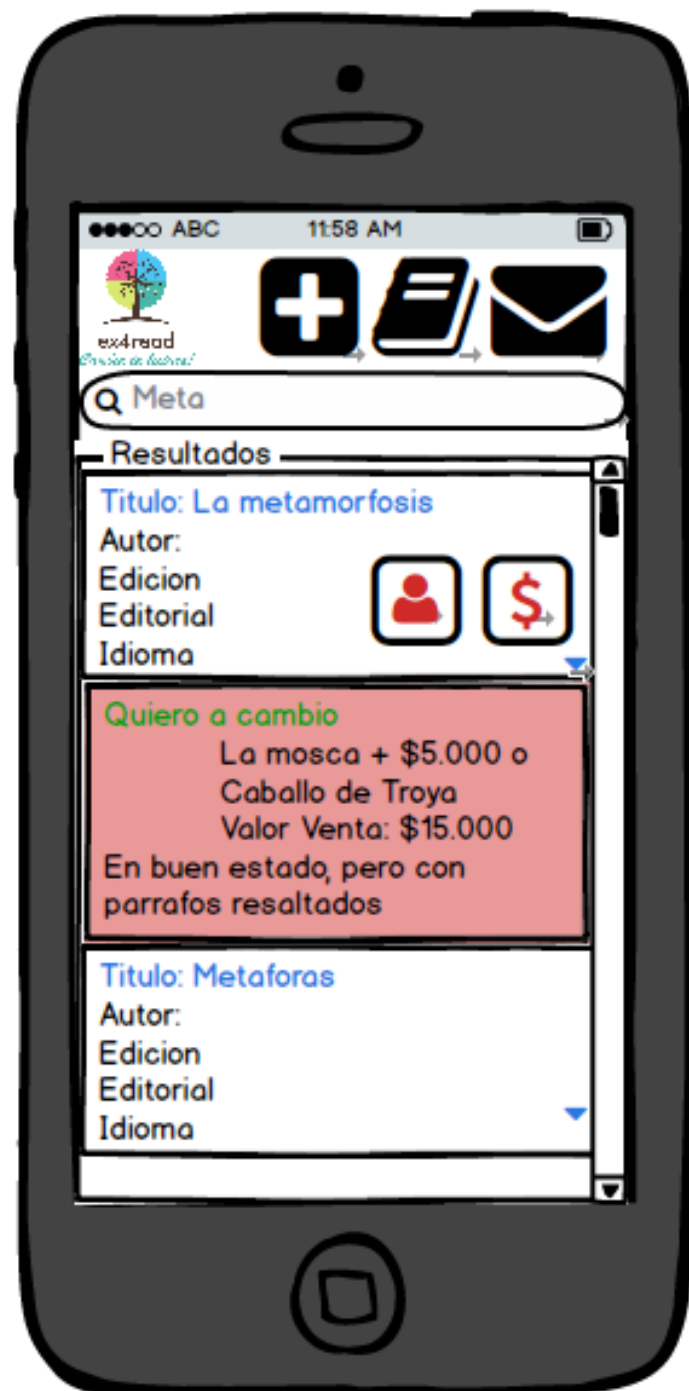 ABC 11:58 AM
ex4read
Meta
Resultados
Titulo: La metamorfosis
Autor:
Edicion
Editorial
Idioma
Quiero a cambio
La mosca + $5.000 o
Caballo de Troya
Valor Venta: $15.000
En buen estado, pero con
parrafos resaltados
Titulo: Metaforas
Autor:
Edicion
Editorial
Idioma